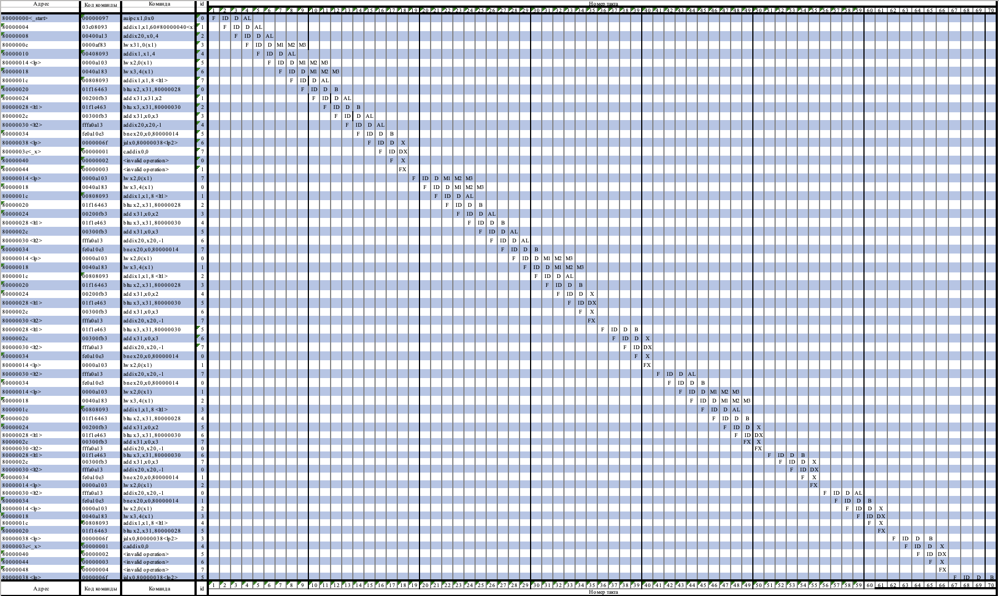 Адрес Код команды Команда id Номер такта
1 2 3 4 5 6 7 8 9 10 11 12 13 14 15 16 17 18 19 20 21 22 23 24 25 26 27 28 29 30 31 32 33 34 35 36 37 38 39 40 41 42 43 44 45 46 47 48 49 50 51 52 53 54 55 56 57 58 59 60 61 62 63 64 65 66 67 68 69 70
80000000<_start> 00000097 auipc x1,0x0 0 F ID D AL
80000004 03c08093 addi x1,x1,60#80000040<x> 1 F ID D AL
80000008 00400a13 addi x20,x0,4 2 F ID D AL
8000000c 0000af83 lw x31,0(x1) 3 F ID D M1 M2 M3
80000010 00408093 addi x1,x1,4 4 F ID D AL
80000014 <lp> 0000a103 lw x2,0(x1) 5 F ID D M1 M2 M3
80000018 0040a183 lw x3,4(x1) 6 F ID D M1 M2 M3
8000001c 00808093 addi x1,x1,8 <lt1> 7 F ID D AL
80000020 01f16463 bltu x2,x31,80000028 0 F ID D B
80000024 00200fb3 add x31,x31,x2 1 F ID D AL
80000028 <lt1> 01f1e463 bltu x3,x31,80000030 2 F ID D B
8000002c 00300fb3 add x31,x0,x3 3 F ID D AL
80000030 <lt2> fffa0a13 addi x20,x20,-1 4 F ID D AL
80000034 fe0a10e3 bne x20,x0,80000014 5 F ID D B
80000038 <lp> 0000006f jal x0,80000038<lp2> 6 F ID D X
8000003c<_x> 00000001 c.addi x0,0 7 F ID DX
80000040 00000002 <invalid operation> 0 F X
80000044 00000003 <invalid operation> 1 FX
80000014 <lp> 0000a103 lw x2,0(x1) 7 F ID D M1 M2 M3
80000018 0040a183 lw x3,4(x1) 0 F ID D M1 M2 M3
8000001c 00808093 addi x1,x1,8 <lt1> 1 F ID D AL
80000020 01f16463 bltu x2,x31,80000028 2 F ID D B
80000024 00200fb3 add x31,x0,x2 3 F ID D AL
80000028 <lt1> 01f1e463 bltu x3,x31,80000030 4 F ID D B
8000002c 00300fb3 add x31,x0,x3 5 F ID D AL
80000030 <lt2> fffa0a13 addi x20,x20,-1 6 F ID D AL
80000034 fe0a10e3 bne x20,x0,80000014 7 F ID D B
80000014 <lp> 0000a103 lw x2,0(x1) 0 F ID D M1 M2 M3
80000018 0040a183 lw x3,4(x1) 1 F ID D M1 M2 M3
8000001c 00808093 addi x1,x1,8 <lt1> 2 F ID D AL
80000020 01f16463 bltu x2,x31,80000028 3 F ID D B
80000024 00200fb3 add x31,x0,x2 4 F ID D X
80000028 <lt1> 01f1e463 bltu x3,x31,80000030 5 F ID DX
8000002c 00300fb3 add x31,x0,x3 6 F X
80000030 <lt2> fffa0a13 addi x20,x20,-1 7 FX
80000028 <lt1> 01f1e463 bltu x3,x31,80000030 5 F ID D B
8000002c 00300fb3 add x31,x0,x3 6 F ID D X
80000030 <lt2> fffa0a13 addi x20,x20,-1 7 F ID DX
80000034 fe0a10e3 bne x20,x0,80000014 0 F X
80000014 <lp> 0000a103 lw x2,0(x1) 1 FX
80000030 <lt2> fffa0a13 addi x20,x20,-1 7 F ID D AL
80000034 fe0a10e3 bne x20,x0,80000014 0 F ID D B
80000014 <lp> 0000a103 lw x2,0(x1) 1 F ID D M1 M2 M3
80000018 0040a183 lw x3,4(x1) 2 F ID D M1 M2 M3
8000001c 00808093 addi x1,x1,8 <lt1> 3 F ID D AL
80000020 01f16463 bltu x2,x31,80000028 4 F ID D B
80000024 00200fb3 add x31,x0,x2 5 F ID D X
80000028 <lt1> 01f1e463 bltu x3,x31,80000030 6 F ID DX
8000002c 00300fb3 add x31,x0,x3 7 FX X
80000030 <lt2> fffa0a13 addi x20,x20,-1 0 FX
80000028 <lt1> 01f1e463 bltu x3,x31,80000030 6 F ID D B
8000002c 00300fb3 add x31,x0,x3 7 F ID D X
80000030 <lt2> fffa0a13 addi x20,x20,-1 0 F ID DX
80000034 fe0a10e3 bne x20,x0,80000014 1 F X
80000014 <lp> 0000a103 lw x2,0(x1) 2 FX
80000030 <lt2> fffa0a13 addi x20,x20,-1 0 F ID D AL
80000034 fe0a10e3 bne x20,x0,80000014 1 F ID D B
80000014 <lp> 0000a103 lw x2,0(x1) 2 F ID D X
80000018 0040a183 lw x3,4(x1) 3 F ID DX
8000001c 00808093 addi x1,x1,8 <lt1> 4 F X
80000020 01f16463 bltu x2,x31,80000028 5 FX
80000038 <lp> 0000006f jal x0,80000038<lp2> 3 F ID D B
8000003c<_x> 00000001 c.addi x0,0 4 F ID D X
80000040 00000002 <invalid operation> 5 F ID DX
80000044 00000003 <invalid operation> 6 F X
80000048 00000004 <invalid operation> 7 FX
80000038 <lp> 0000006f jal x0,80000038<lp2> 5 F ID D B
Адрес Код команды Команда id 1 2 3 4 5 6 7 8 9 10 11 12 13 14 15 16 17 18 19 20 21 22 23 24 25 26 27 28 29 30 31 32 33 34 35 36 37 38 39 40 41 42 43 44 45 46 47 48 49 50 51 52 53 54 55 56 57 58 59 60 61 62 63 64 65 66 67 68 69 70
Номер такта